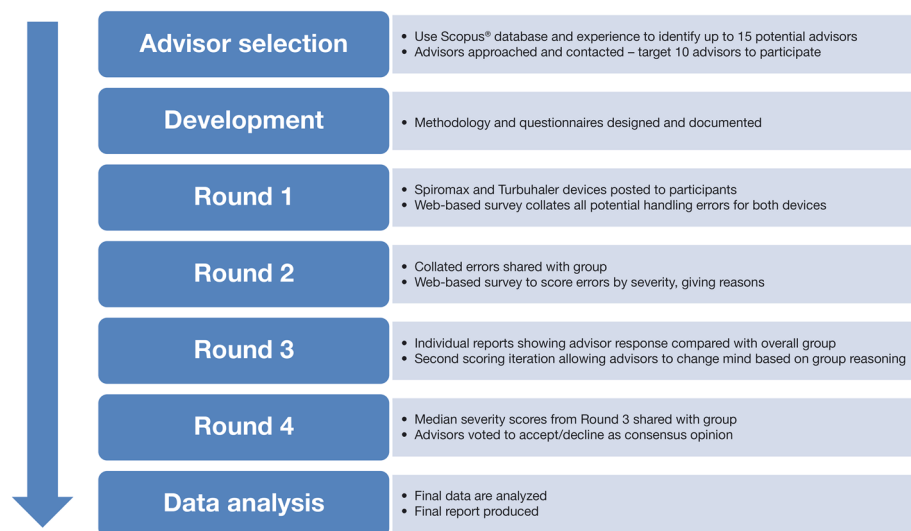 Advisor selection
• Use Scopus® database and experience to identify up to 15 potential advisors
• Advisors approached and contacted – target 10 advisors to participate
Development
• Methodology and questionnaires designed and documented
Round 1
• Spiromax and Turbuhaler devices posted to participants
• Web-based survey collates all potential handling errors for both devices
Round 2
• Collated errors shared with group
• Web-based survey to score errors by severity, giving reasons
Round 3
• Individual reports showing advisor response compared with overall group
• Second scoring iteration allowing advisors to change mind based on group reasoning
Round 4
• Median severity scores from Round 3 shared with group
• Advisors voted to accept/decline as consensus opinion
Data analysis
• Final data are analyzed
• Final report produced